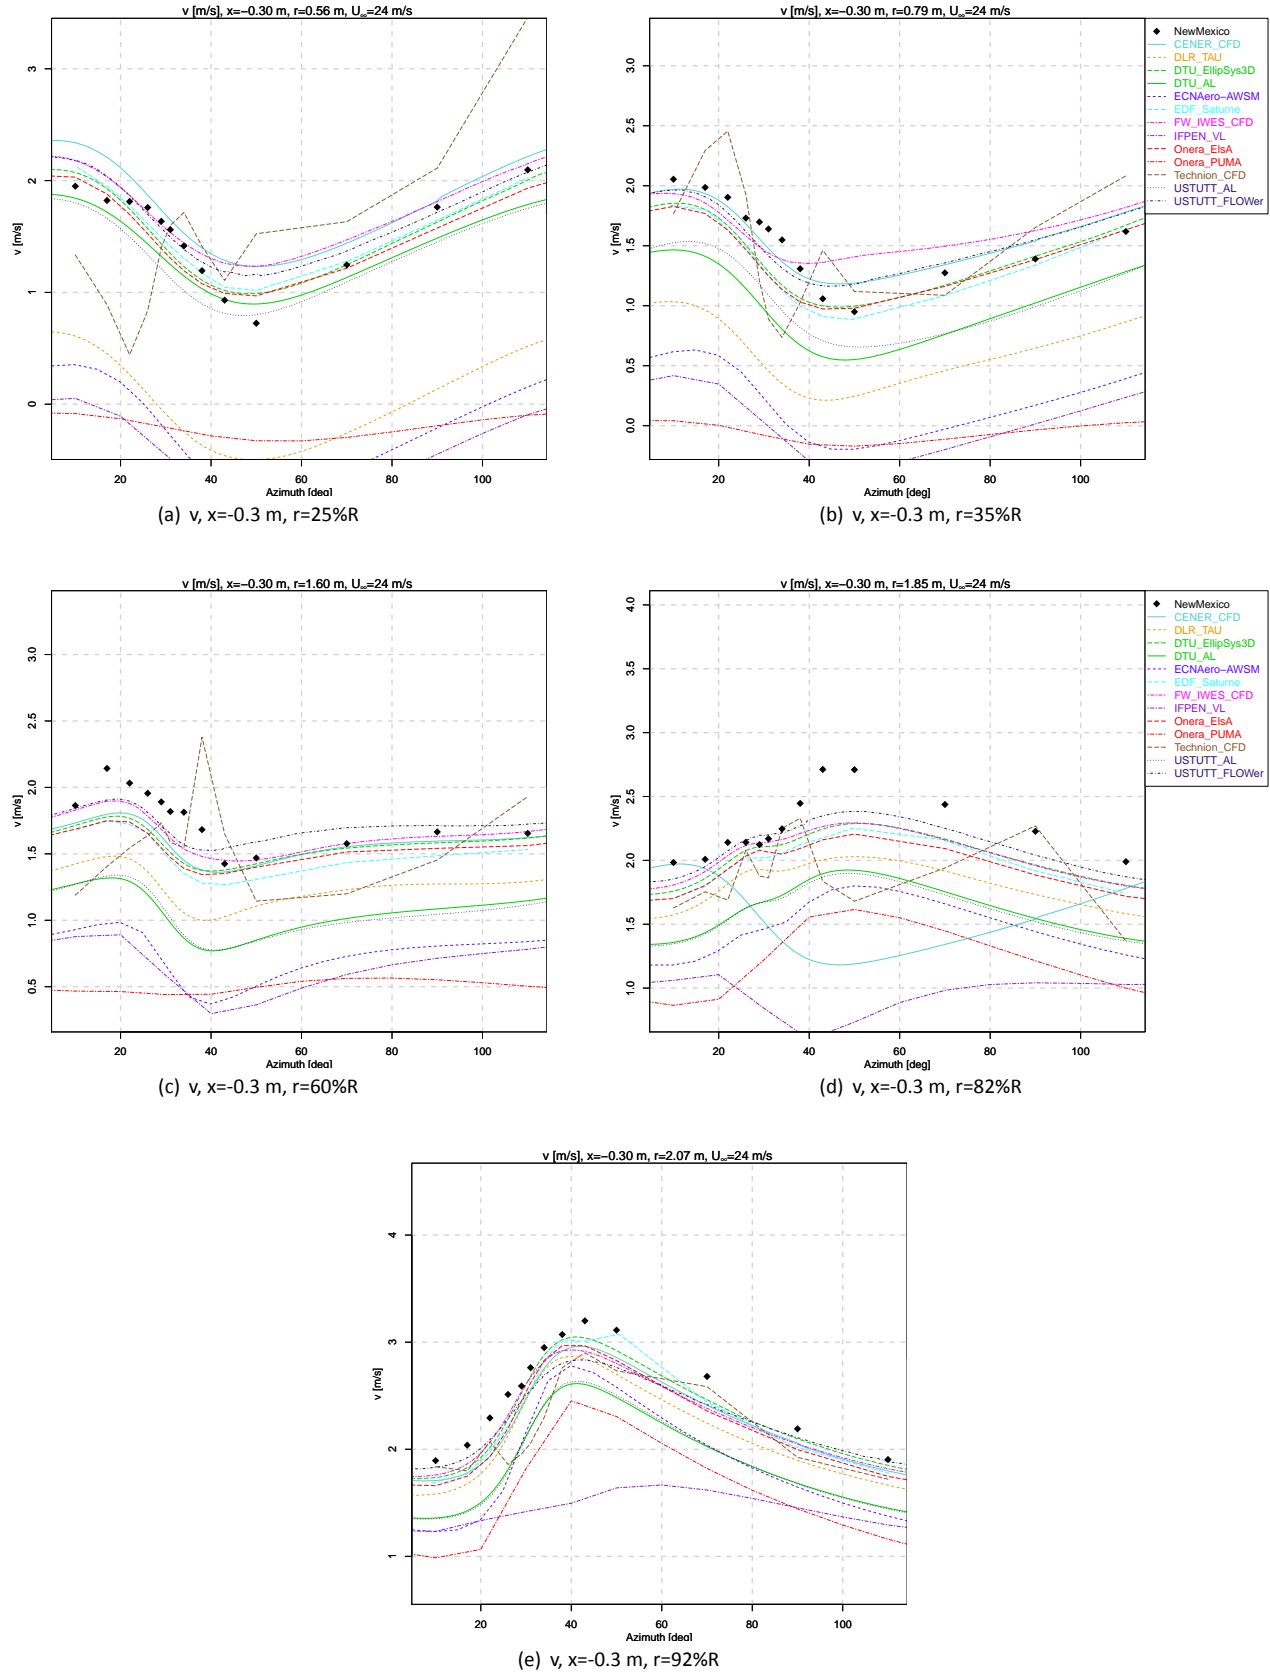 v [m/s], x=−0.30 m, r=0.56 m, U∞=24 m/s
v [m/s]
0
1
2
3
20
40
60
80
100
Azimuth [deg]
(a) v, x=-0.3 m, r=25%R
v [m/s], x=−0.30 m, r=0.79 m, U∞=24 m/s
v [m/s]
0.0
0.5
1.0
1.5
2.0
2.5
3.0
20
40
60
80
100
Azimuth [deg]
NewMexico
CENER_CFD
DLR_TAU
DTU_EllipSys3D
DTU_AL
ECNAero−AWSM
EDF_Saturne
FW_IWES_CFD
IFPEN_VL
Onera_ElsA
Onera_PUMA
Technion_CFD
USTUTT_AL
USTUTT_FLOWer
(b) v, x=-0.3 m, r=35%R
v [m/s], x=−0.30 m, r=1.60 m, U∞=24 m/s
v [m/s]
0.5
1.0
1.5
2.0
2.5
3.0
20
40
60
80
100
Azimuth [deg]
(c) v, x=-0.3 m, r=60%R
v [m/s], x=−0.30 m, r=1.85 m, U∞=24 m/s
v [m/s]
1.0
1.5
2.0
2.5
3.0
3.5
4.0
20
40
60
80
100
Azimuth [deg]
NewMexico
CENER_CFD
DLR_TAU
DTU_EllipSys3D
DTU_AL
ECNAero−AWSM
EDF_Saturne
FW_IWES_CFD
IFPEN_VL
Onera_ElsA
Onera_PUMA
Technion_CFD
USTUTT_AL
USTUTT_FLOWer
(d) v, x=-0.3 m, r=82%R
v [m/s], x=−0.30 m, r=2.07 m, U∞=24 m/s
v [m/s]
1
2
3
4
20
40
60
80
100
Azimuth [deg]
(e) v, x=-0.3 m, r=92%R